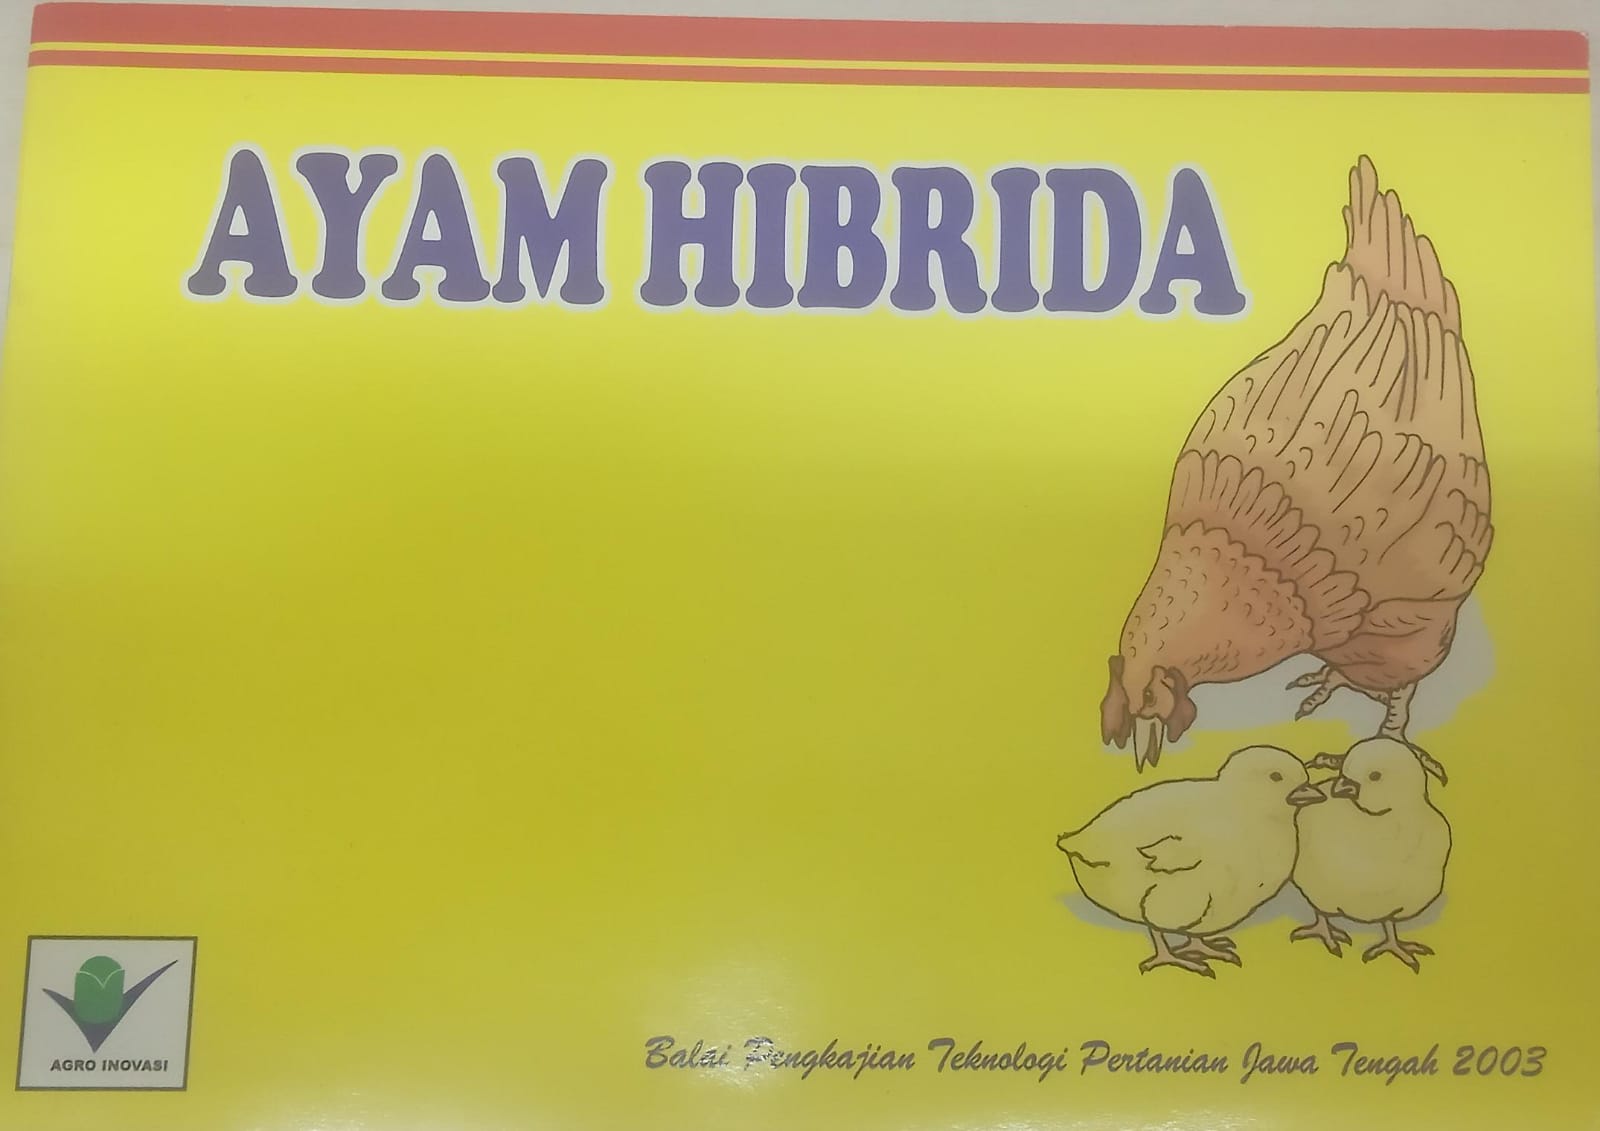 AYAM HIBRIDA
AGRO INOVASI
Balai Pengkajian Teknologi Pertanian Jawa Tengah 2003